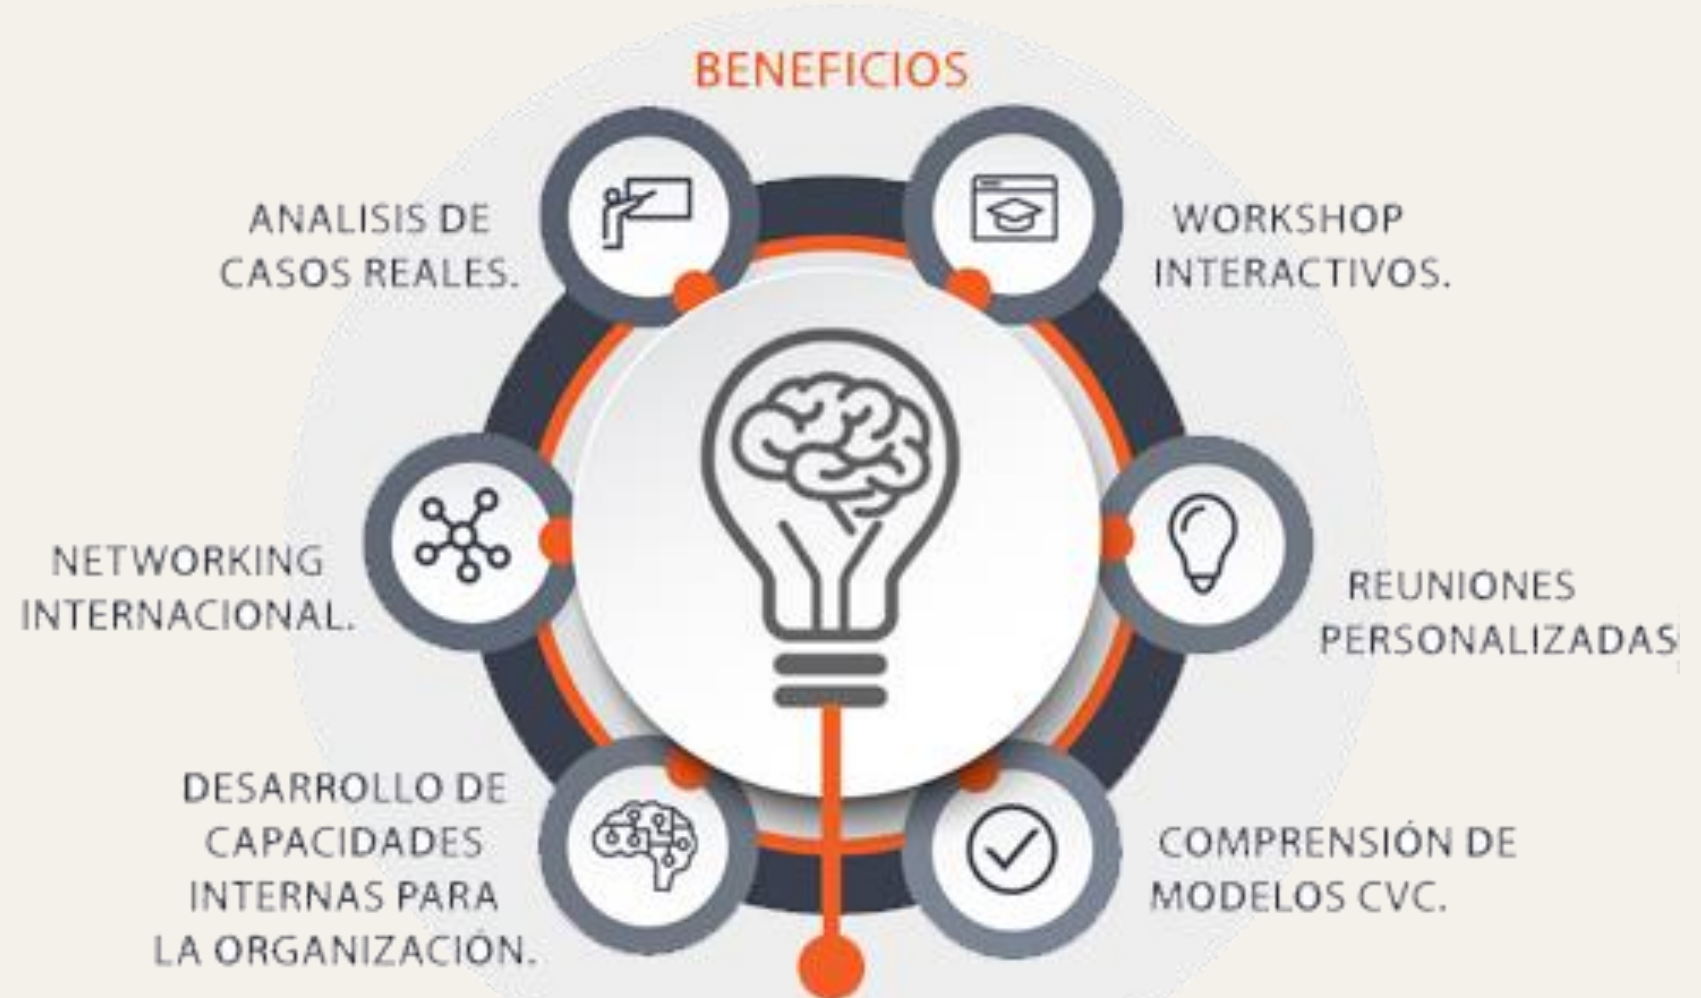 BENEFICIOS
ANALISIS DE
CASOS REALES.
WORKSHOP
INTERACTIVOS.
NETWORKING
INTERNACIONAL.
REUNIONES
PERSONALIZADAS
DESARROLLO DE
CAPACIDADES
INTERNAS PARA
LA ORGANIZACIÓN.
COMPRENSIÓN DE
MODELOS CVC.